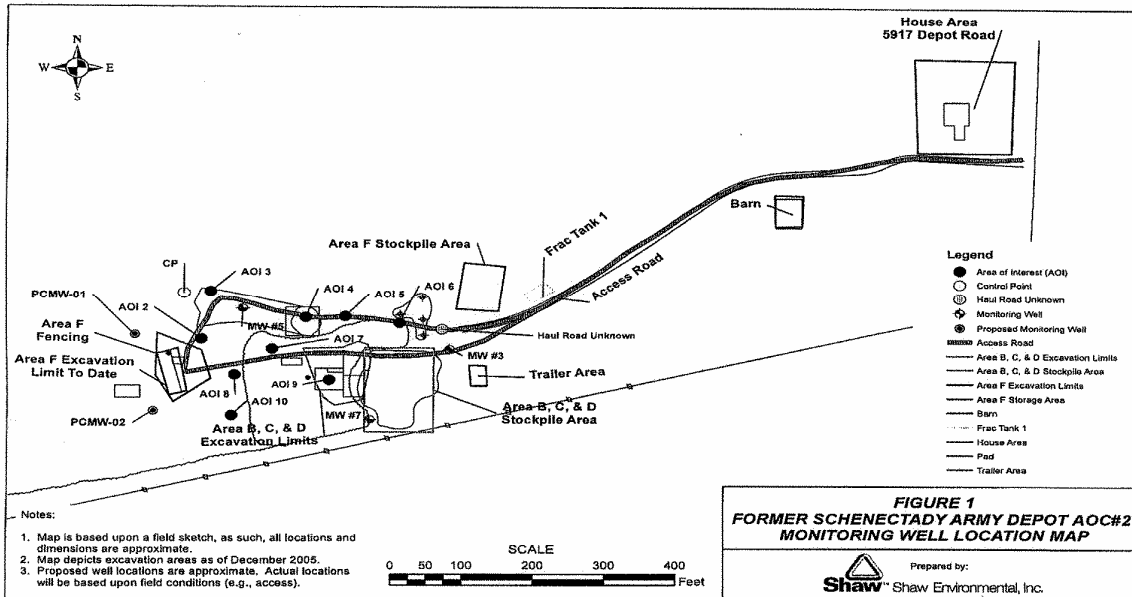 House Area
5917 Depot Road
N
W
E
S
Barn
Frac Tank 1
Area F Stockpile Area
Access Road
CP
AOI 3
AOI 4
AOI 5
AOI 6
PCMW-01
AOI 2
MW #5
Haul Road Unknown
Area F
Fencing
AOI 7
MW #3
Area F Excavation
Limit To Date
Trailer Area
AOI 9
AOI 8
AOI 10
MW #7
PCMW-02
Area B, C, & D
Excavation Limits
Area B, C, & D
Stockpile Area
Legend
Area of Interest (AOI)
Control Point
Haul Road Unknown
Monitoring Well
Proposed Monitoring Well
Access Road
Area B, C, & D Excavation Limits
Area B, C, & D Stockpile Area
Area F Excavation Limits
Area F Storage Area
Barn
Frac Tank 1
House Area
Pad
Trailer Area
Notes:
1. Map is based upon a field sketch, as such, all locations and
dimensions are approximate.
2. Map depicts excavation areas as of December 2005.
3. Proposed well locations are approximate. Actual locations
will be based upon field conditions (e.g., access).
SCALE
0 50 100 200 300 400
Feet
FIGURE 1
FORMER SCHENECTADY ARMY DEPOT AOC#2
MONITORING WELL LOCATION MAP
Prepared by:
Shaw™ Shaw Environmental, Inc.